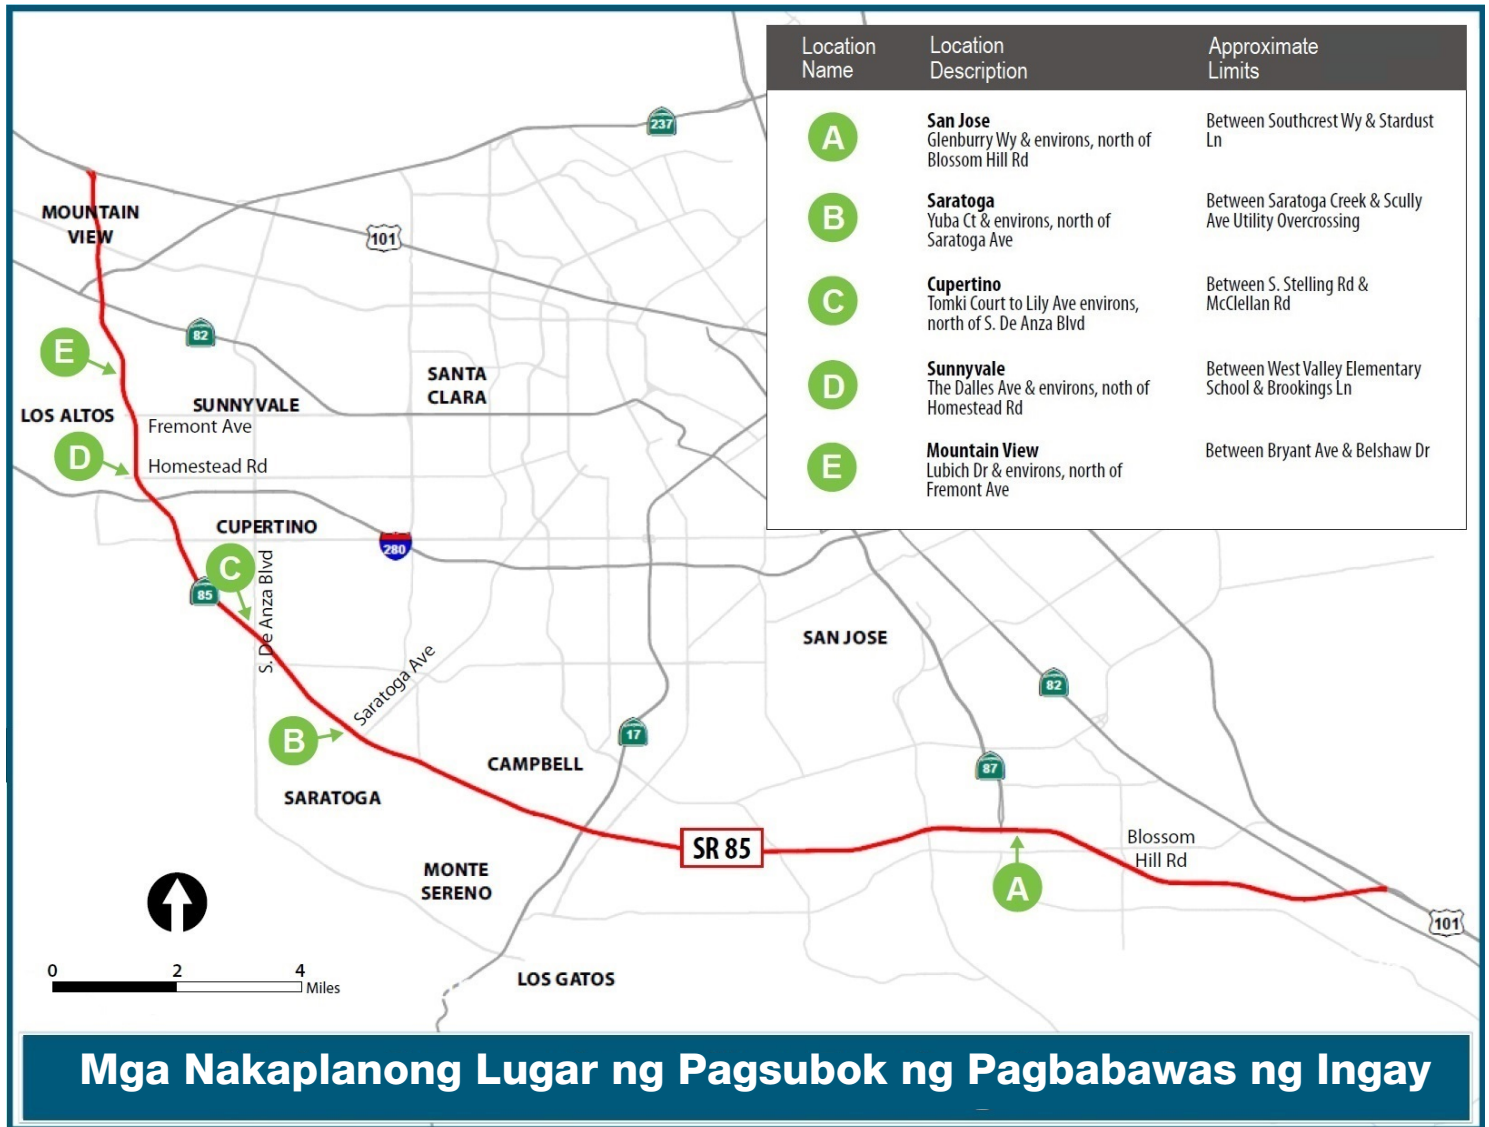 Location
Name
Location
Description
Approximate
Limits
A
San Jose
Glenburry Wy & environs, north of
Blossom Hill Rd
Between Southcrest Wy & Stardust
Ln
B
Saratoga
Yuba Ct & environs, north of
Saratoga Ave
Between Saratoga Creek & Scully
Ave Utility Overcrossing
C
Cupertino
Tomki Court to Lily Ave environs,
north of S. De Anza Blvd
Between S. Stelling Rd &
McClellan Rd
D
Sunnyvale
The Dalles Ave & environs, noth of
Homestead Rd
Between West Valley Elementary
School & Brookings Ln
E
Mountain View
Lubich Dr & environs, north of
Fremont Ave
Between Bryant Ave & Belshaw Dr
237
MOUNTAIN
VIEW
101
82
E
SANTA
CLARA
LOS ALTOS
SUNNYVALE
Fremont Ave
D
Homestead Rd
CUPERTINO
280
C
85
S. De Anza Blvd
SAN JOSE
82
Saratoga Ave
B
17
CAMPBELL
87
SARATOGA
SR 85
Blossom
Hill Rd
MONTE
SERENO
A
101
LOS GATOS
0 2 4
Miles
Mga Nakaplanong Lugar ng Pagsubok ng Pagbabawas ng Ingay